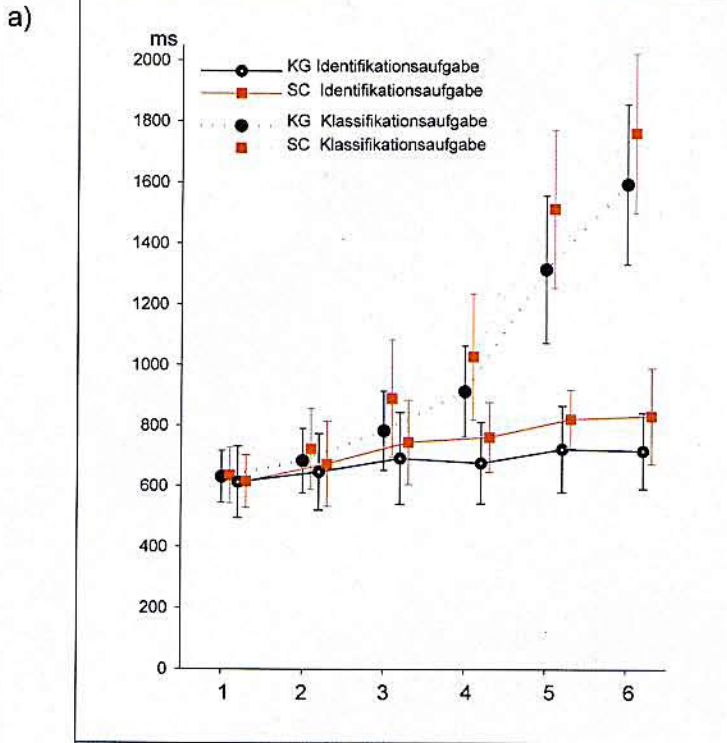 a)
ms
2000
1800
1600
1400
1200
1000
800
600
400
200
0
KG Identifikationsaufgabe
SC Identifikationsaufgabe
KG Klassifikationsaufgabe
SC Klassifikationsaufgabe
1 2 3 4 5 6